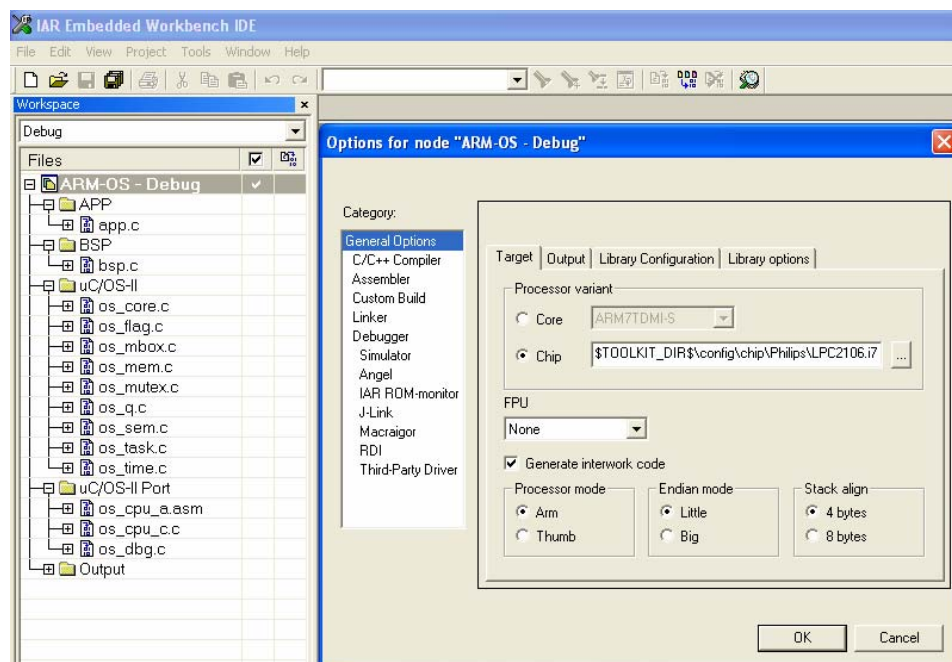 IAR Embedded Workbench IDE
File Edit View Project Tools Window Help
Workspace
Debug
Files
ARM-OS - Debug
APP
app.c
BSP
bsp.c
uC/OS-II
os_core.c
os_flag.c
os_mbox.c
os_mem.c
os_mutex.c
os_q.c
os_sem.c
os_task.c
os_time.c
uC/OS-II Port
os_cpu_a.asm
os_cpu_c.c
os_dbg.c
Output
Options for node "ARM-OS - Debug"
Category:
General Options
C/C++ Compiler
Assembler
Custom Build
Linker
Debugger
Simulator
Angel
IAR ROM-monitor
J-Link
Macraigor
RDI
Third-Party Driver
Target Output Library Configuration Library options
Processor variant
Core ARM7TDMI-S
Chip $TOOLKIT_DIR$\config\chip\Philips\LPC2106.i7 ...
FPU
None
Generate interwork code
Processor mode
Arm
Thumb
Endian mode
Little
Big
Stack align
4 bytes
8 bytes
OK Cancel